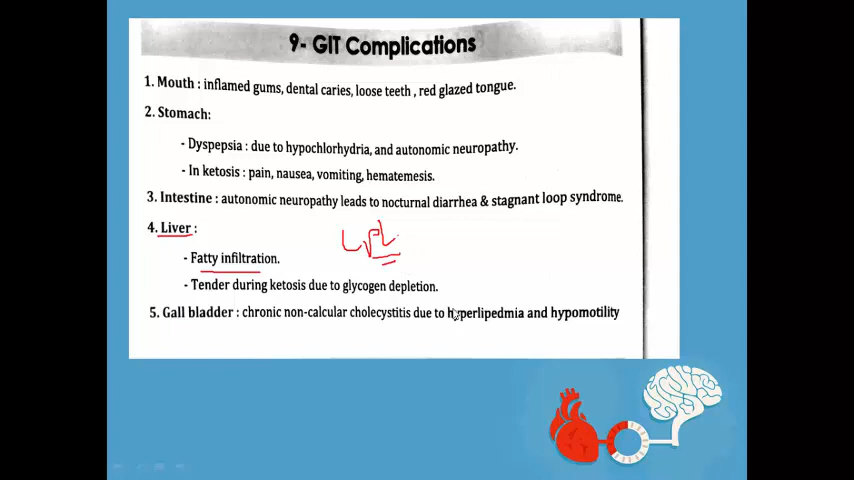 9- GIT Complications
1. Mouth : inflamed gums, dental caries, loose teeth , red glazed tongue.
2. Stomach:
- Dyspepsia : due to hypochlorhydria, and autonomic neuropathy.
- In ketosis : pain, nausea, vomiting, hematemesis.
3. Intestine : autonomic neuropathy leads to nocturnal diarrhea & stagnant loop syndrome.
4. Liver :
- Fatty infiltration.
- Tender during ketosis due to glycogen depletion.
5. Gall bladder : chronic non-calcular cholecystitis due to hyperlipedmia and hypomotility